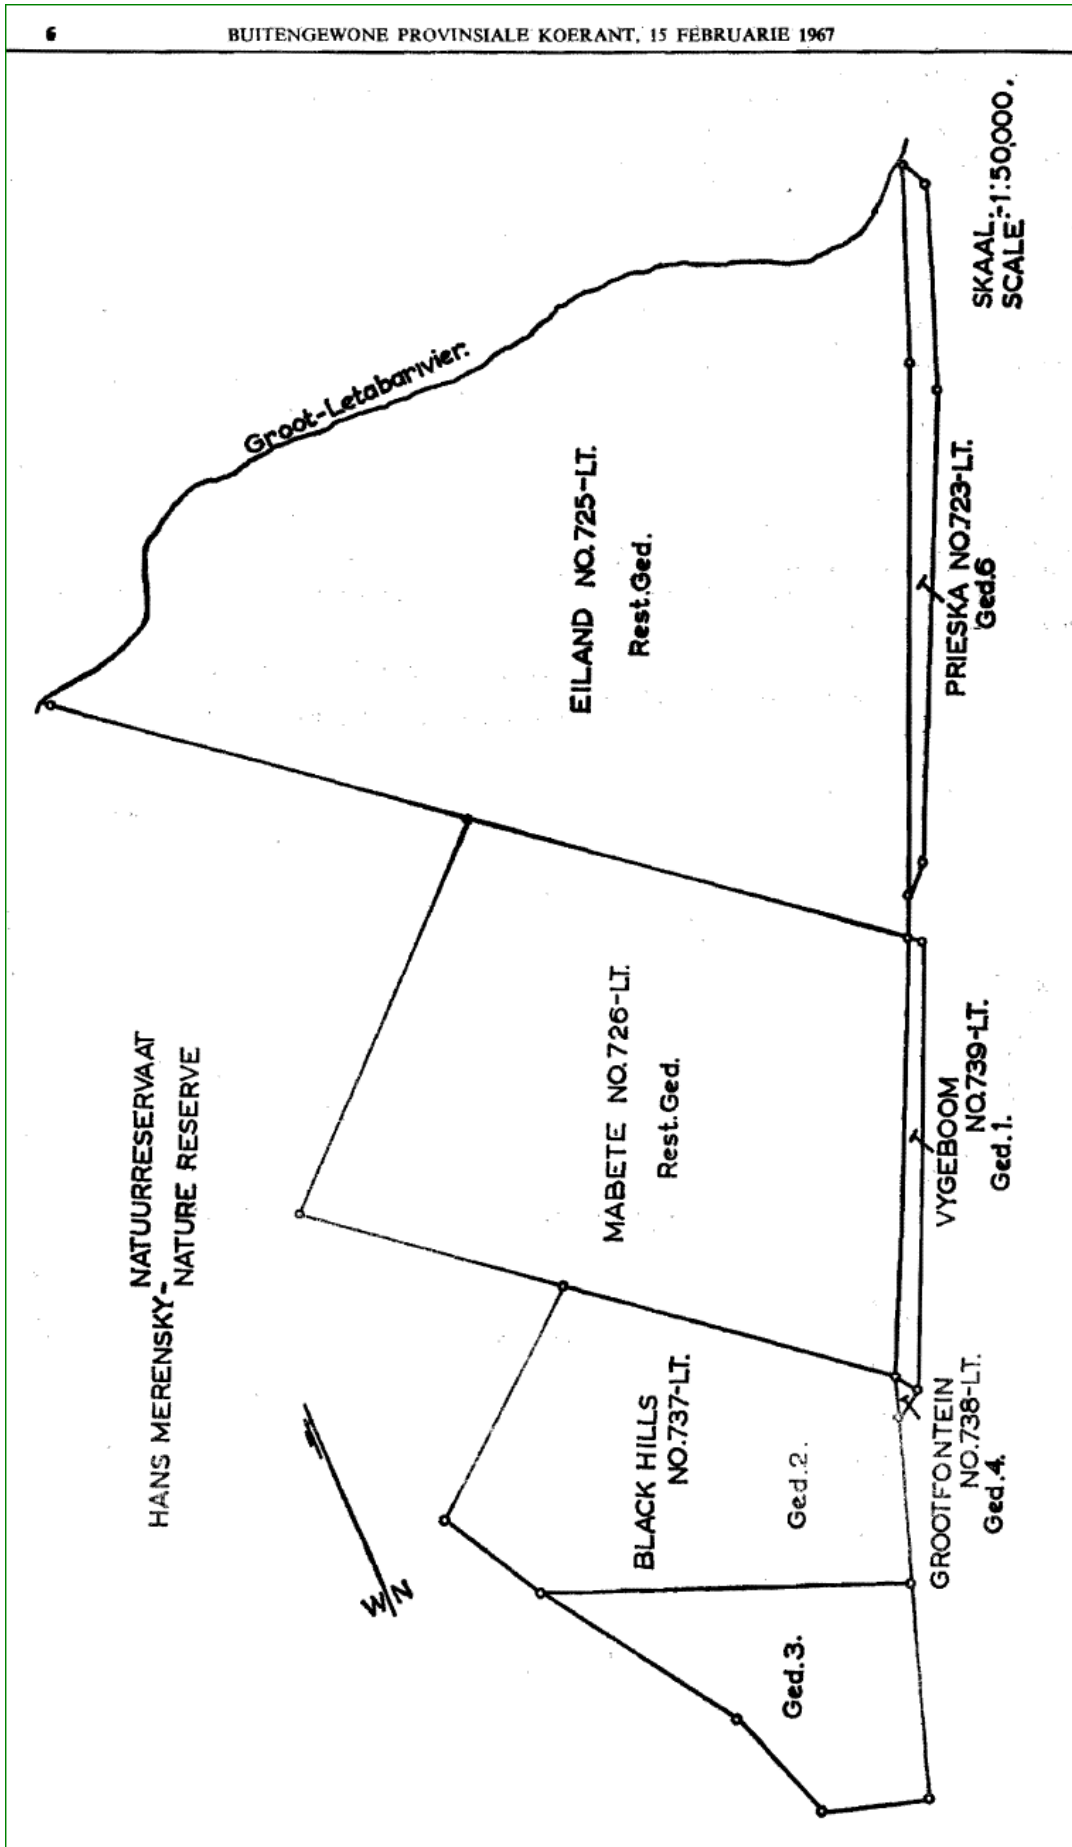 6
BUITENGEWONE PROVINSIALE KOERANT, 15 FEBRUARIE 1967
HANS MERENSKY-
NATUURRESERVAAT
NATURE RESERVE
W/N
Groot-Letabarivier.
EILAND NO.725-LT.
Rest.Ged.
MABETE NO.726-LT.
Rest.Ged.
BLACK HILLS
NO.737-LT.
Ged.2.
Ged.3.
PRIESKA NO.723-LT.
Ged.6
VYGEBOOM
NO.739-LT.
Ged.1.
GROOTFONTEIN
NO.738-LT.
Ged.4.
SKAAL:-1:50,000.
SCALE: